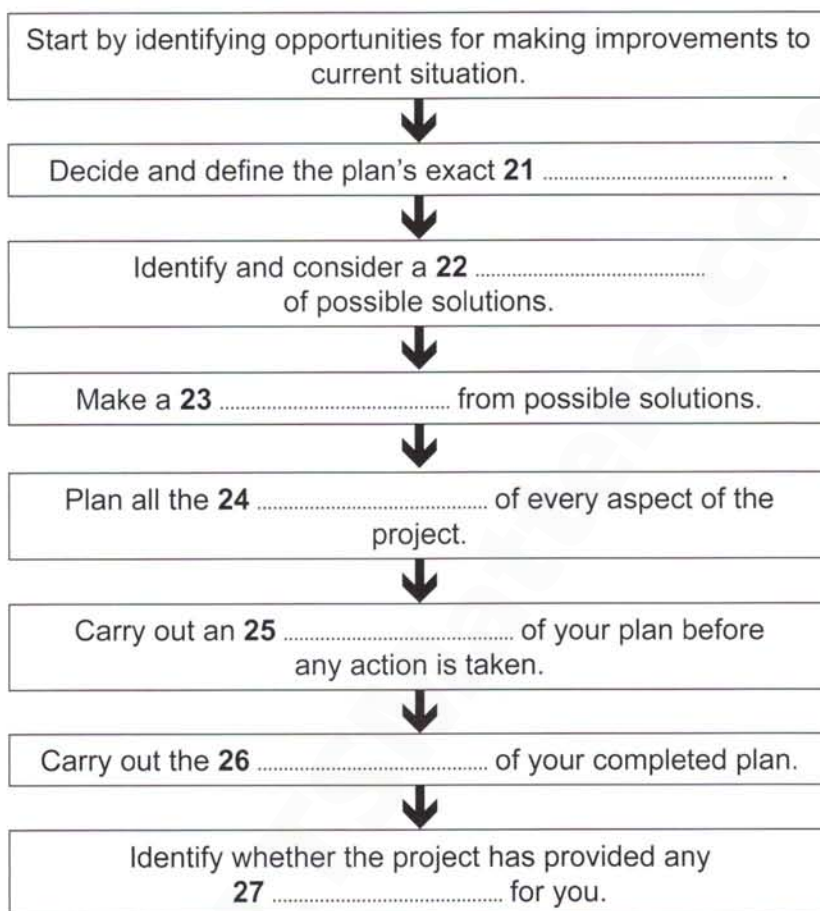 Start by identifying opportunities for making improvements to
current situation.
Decide and define the plan's exact 21 ........................................ .
Identify and consider a 22 ........................................
of possible solutions.
Make a 23 ........................................ from possible solutions.
Plan all the 24 ........................................ of every aspect of the
project.
Carry out an 25 ........................................ of your plan before
any action is taken.
Carry out the 26 ........................................ of your completed plan.
Identify whether the project has provided any
27 ........................................ for you.